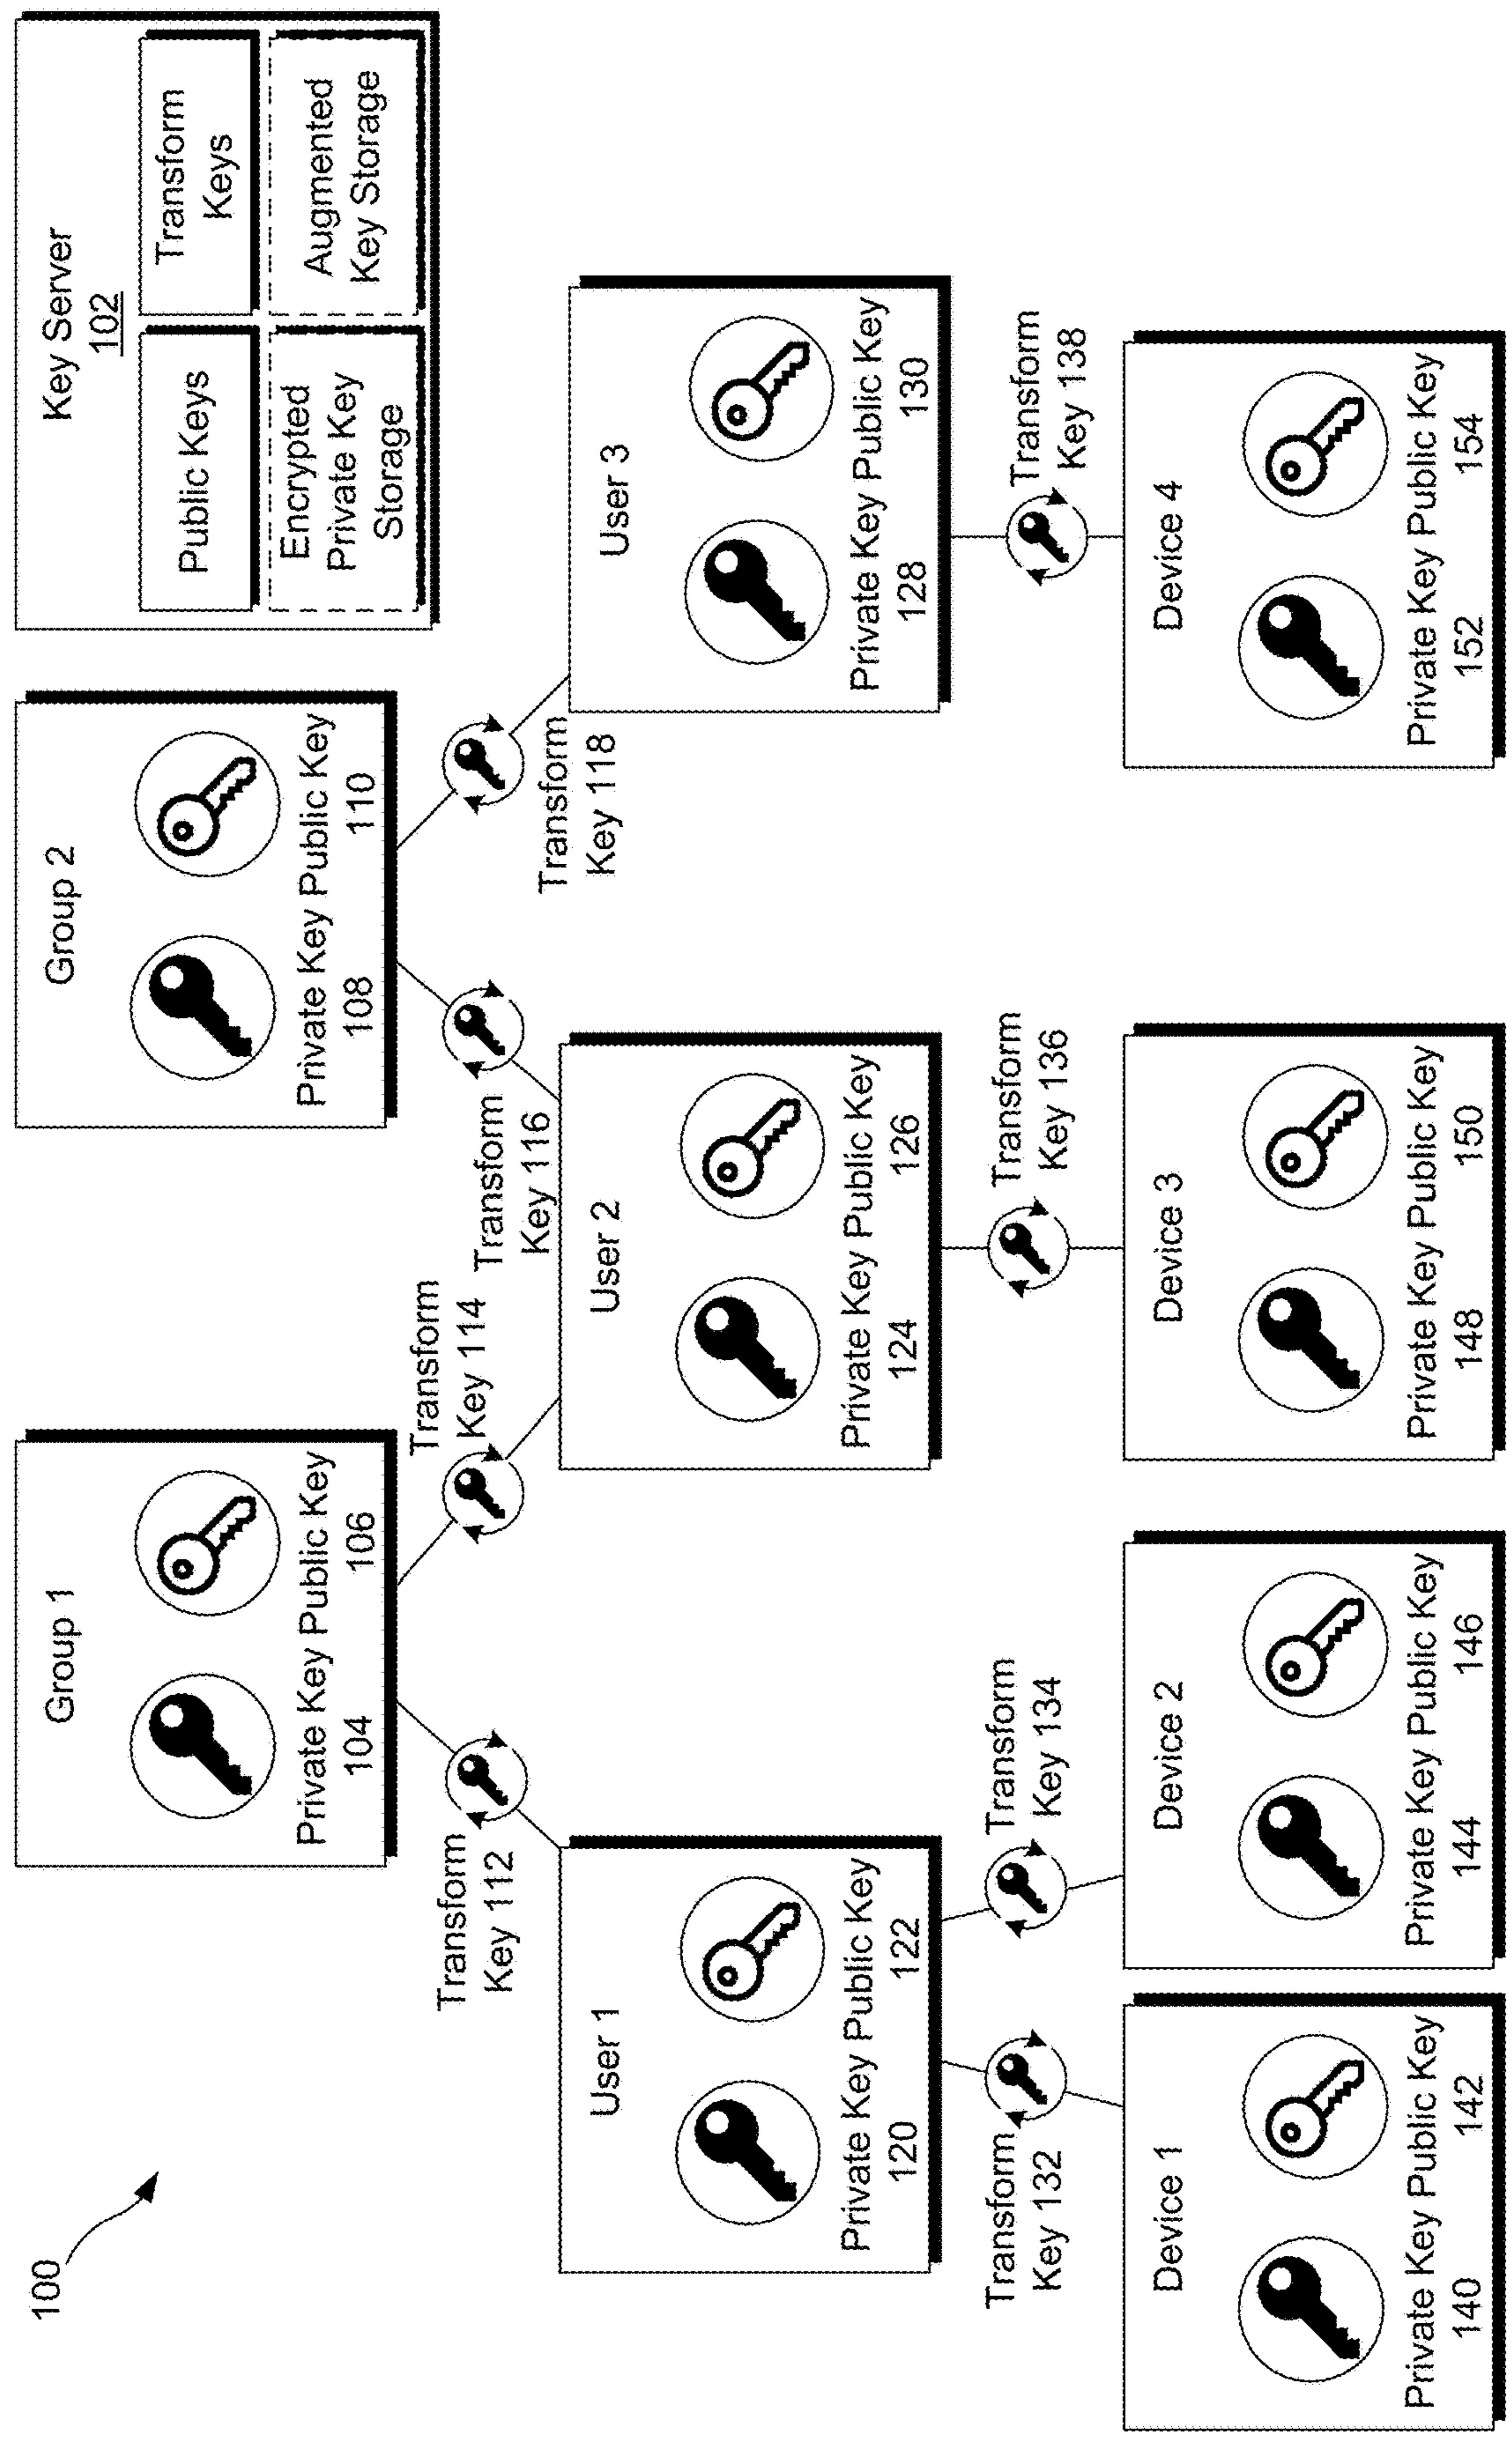 100
Group 1
Private Key Public Key
104 106
Group 2
Private Key Public Key
108 110
Key Server
102
Public Keys
Transform
Keys
Encrypted
Private Key
Storage
Augmented
Key Storage
Transform
Key 112
Transform
Key 114
Transform
Key 116
Transform
Key 118
User 1
Private Key Public Key
120 122
User 2
Private Key Public Key
124 126
User 3
Private Key Public Key
128 130
Transform
Key 132
Transform
Key 134
Transform
Key 136
Transform
Key 138
Device 1
Private Key Public Key
140 142
Device 2
Private Key Public Key
144 146
Device 3
Private Key Public Key
148 150
Device 4
Private Key Public Key
152 154